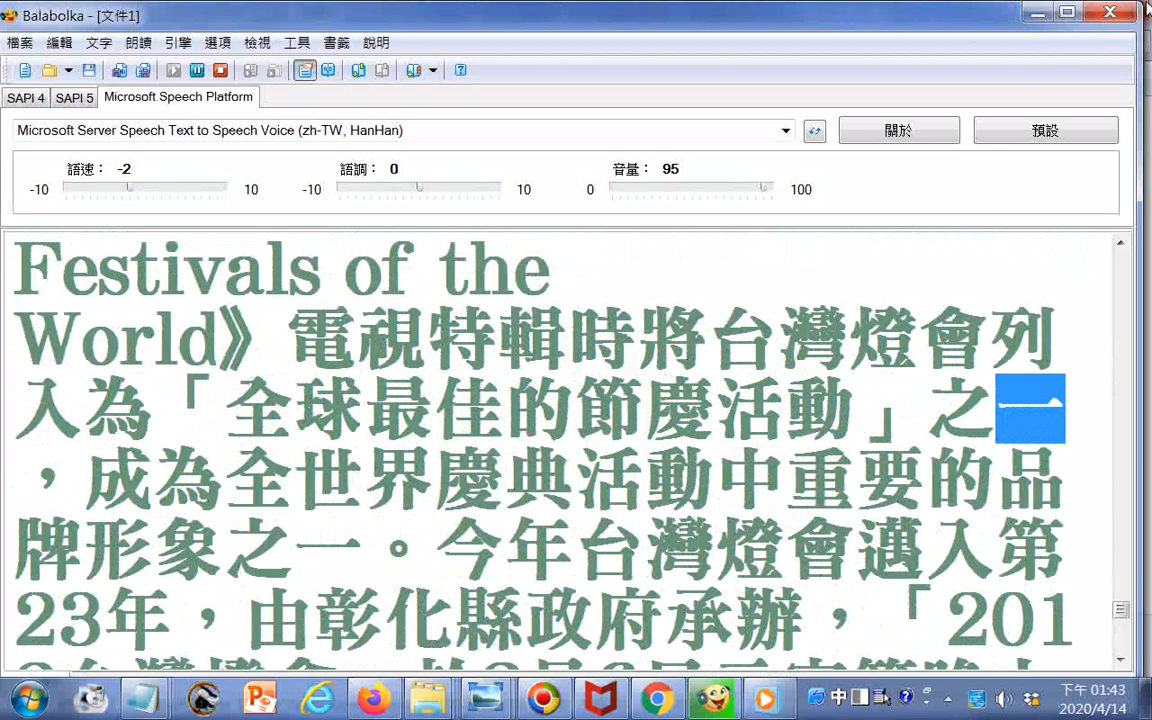 Balabolka - [文件1]
檔案 編輯 文字 朗讀 引擎 選項 檢視 工具 書籤 說明
SAPI 4 SAPI 5 Microsoft Speech Platform
Microsoft Server Speech Text to Speech Voice (zh-TW, HanHan) 關於 預設
語速： -2 語調： 0 音量： 95
-10 10 -10 10 0 100
Festivals of the
World》電視特輯時將台灣燈會列
入為「全球最佳的節慶活動」之一
，成為全世界慶典活動中重要的品
牌形象之一。今年台灣燈會邁入第
23年，由彰化縣政府承辦，「201
中
下午 01:43
2020/4/14